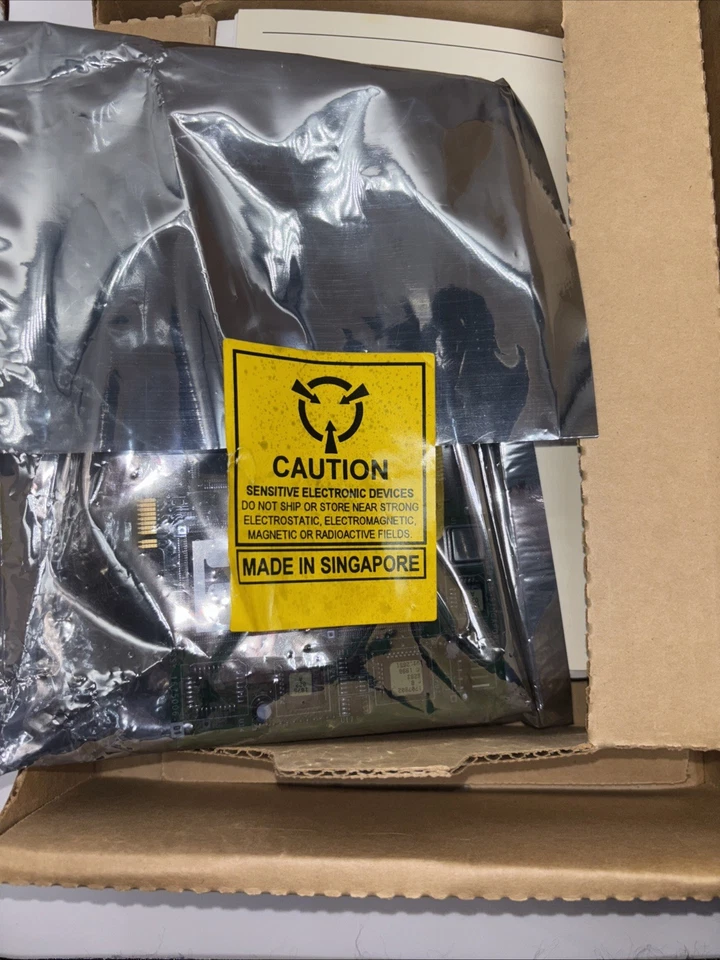 CAUTION
SENSITIVE ELECTRONIC DEVICES
DO NOT SHIP OR STORE NEAR STRONG
ELECTROSTATIC, ELECTROMAGNETIC,
MAGNETIC OR RADIOACTIVE FIELDS.
MADE IN SINGAPORE